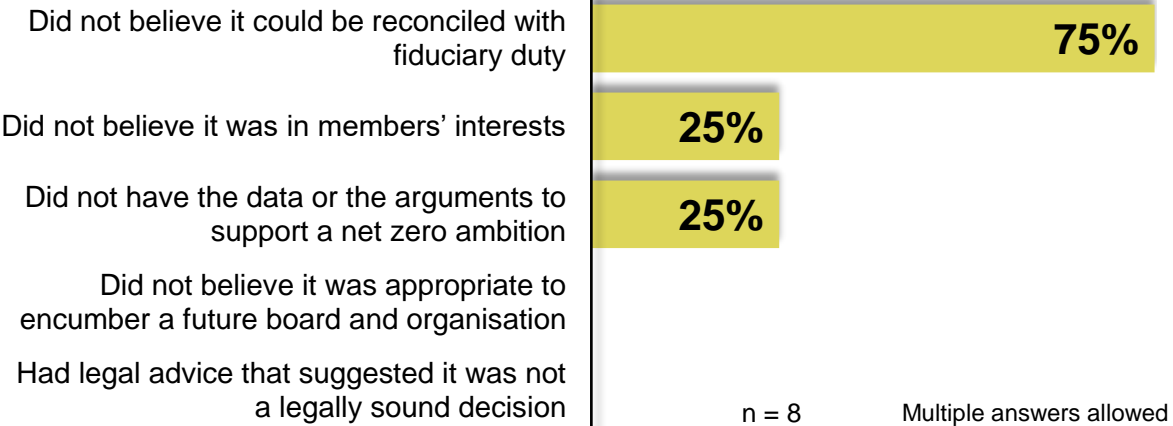 Did not believe it could be reconciled with
fiduciary duty
75%
Did not believe it was in members’ interests
25%
Did not have the data or the arguments to
support a net zero ambition
25%
Did not believe it was appropriate to
encumber a future board and organisation
Had legal advice that suggested it was not
a legally sound decision
n = 8
Multiple answers allowed